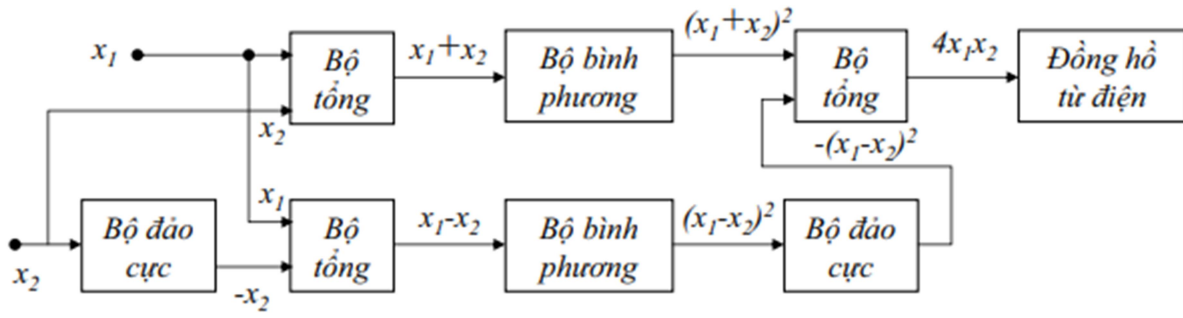 x₁
Bộ
tổng
x₁+x₂
Bộ bình
phương
(x₁+x₂)²
Bộ
tổng
4x₁x₂
Đồng hồ
từ điện
x₂
-(x₁-x₂)²
x₂
Bộ đảo
cực
-x₂
x₁
Bộ
tổng
x₁-x₂
Bộ bình
phương
(x₁-x₂)²
Bộ đảo
cực